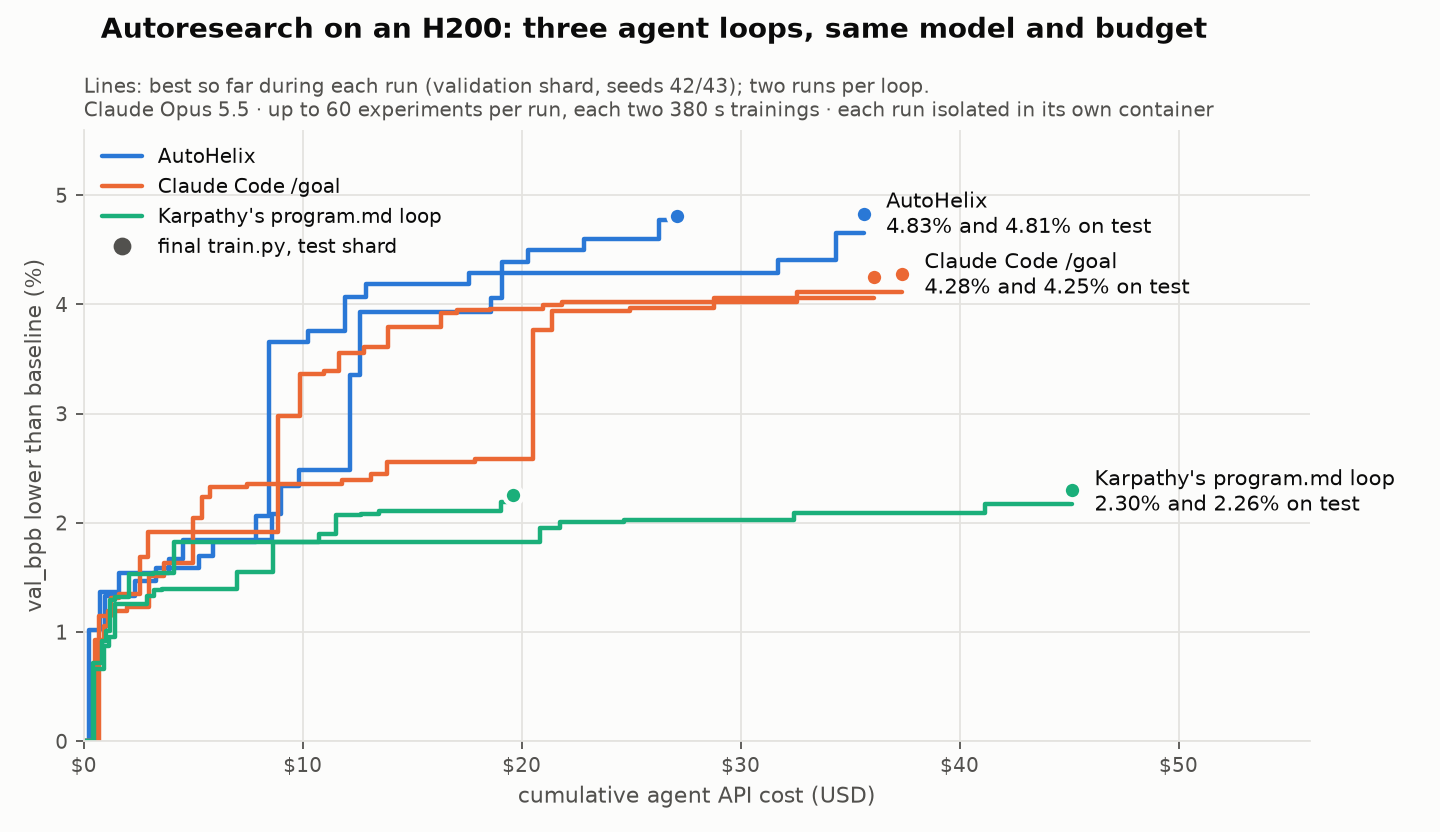 Autoresearch on an H200: three agent loops, same model and budget
Lines: best so far during each run (validation shard, seeds 42/43); two runs per loop.
Claude Opus 5.5 · up to 60 experiments per run, each two 380 s trainings · each run isolated in its own container
AutoHelix
Claude Code /goal
Karpathy's program.md loop
final train.py, test shard
AutoHelix
4.83% and 4.81% on test
Claude Code /goal
4.28% and 4.25% on test
Karpathy's program.md loop
2.30% and 2.26% on test
val_bpb lower than baseline (%)
5
4
3
2
1
0
$0
$10
$20
$30
$40
$50
cumulative agent API cost (USD)